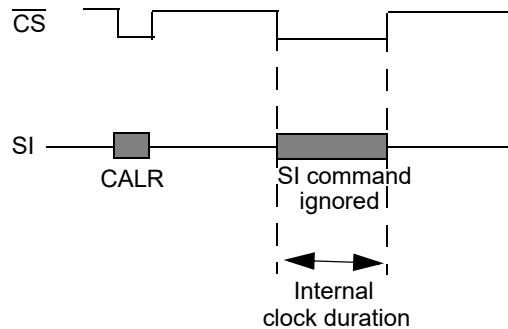 CS
SI
CALR
SI command
ignored
Internal
clock duration